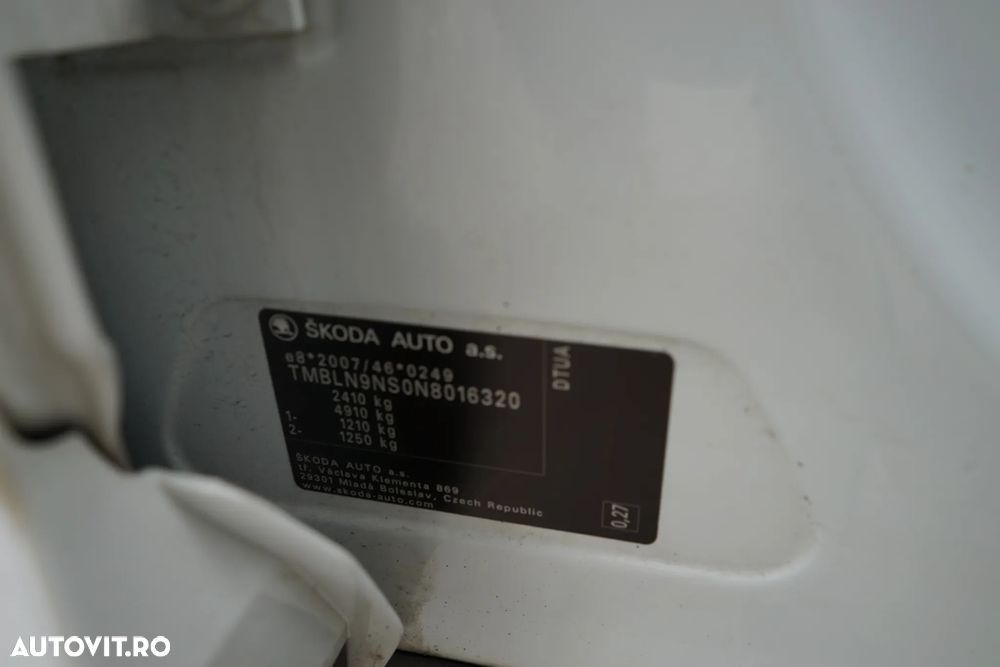 ŠKODA AUTO a.s.
e8*2007/46*0249
TMBLN9NS0N8016320
2410 kg
4910 kg
1- 1210 kg
2- 1250 kg
DTUA
ŠKODA AUTO a.s.
tř. Václava Klementa 869
29301 Mladá Boleslav, Czech Republic
www.skoda-auto.com
0,27
AUTOVIT.RO